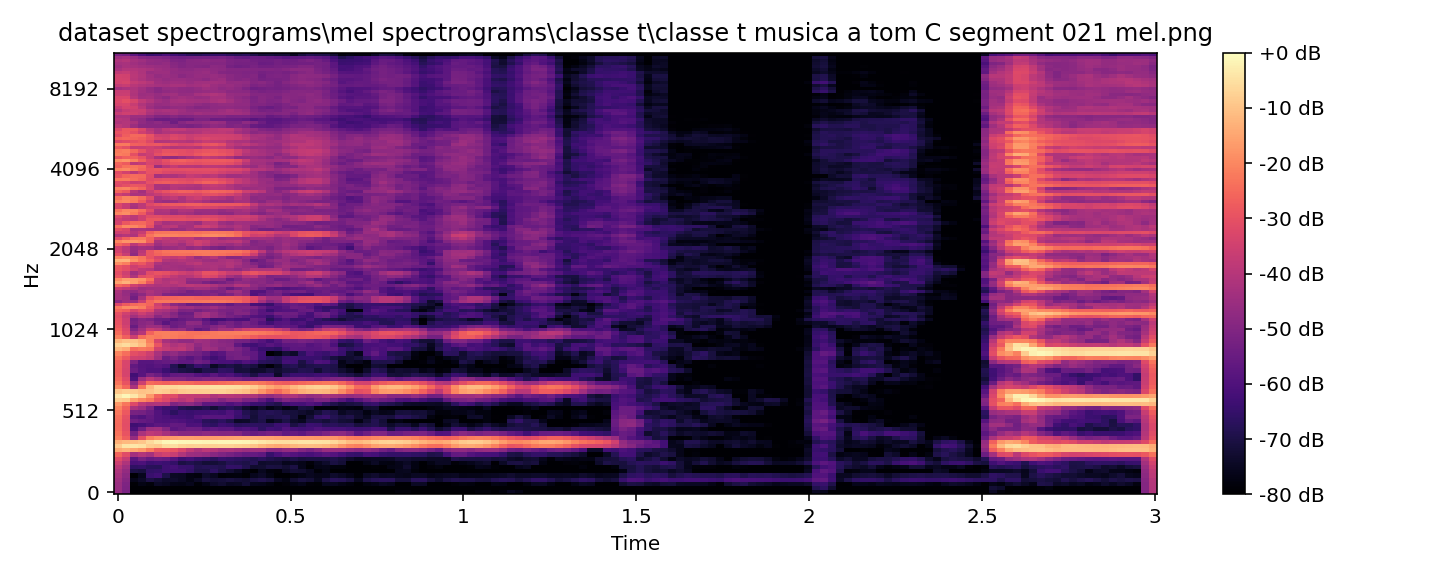 dataset spectrograms\mel spectrograms\classe t\classe t musica a tom C segment 021 mel.png
8192
4096
2048
1024
512
0
Hz
0
0.5
1
1.5
2
2.5
3
Time
+0 dB
-10 dB
-20 dB
-30 dB
-40 dB
-50 dB
-60 dB
-70 dB
-80 dB